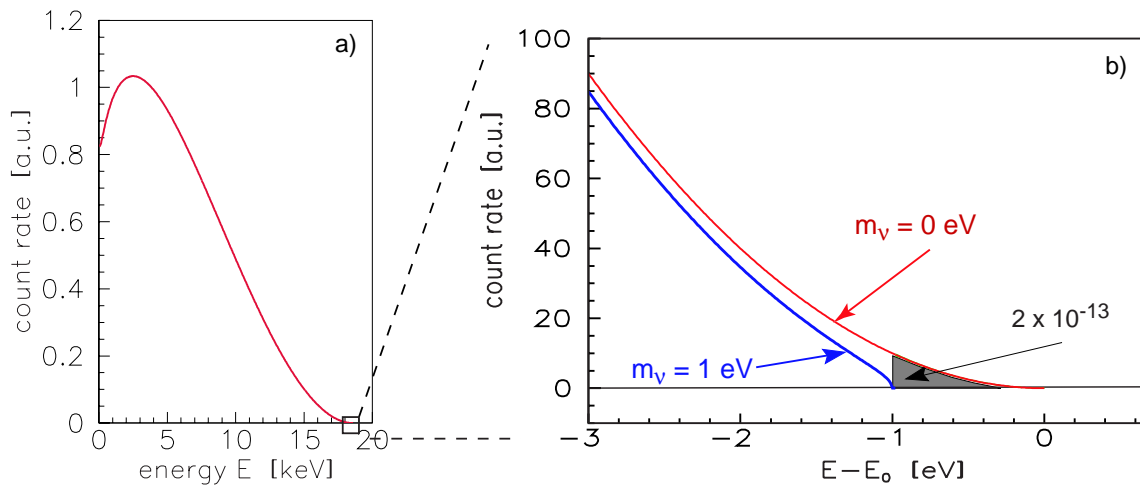 a)
1.2
1
0.8
0.6
0.4
0.2
0
count rate [a.u.]
0 5 10 15 20
energy E [keV]
b)
100
80
60
40
20
0
count rate [a.u.]
mν = 0 eV
2 x 10⁻¹³
mν = 1 eV
−3 −2 −1 0
E−E₀ [eV]